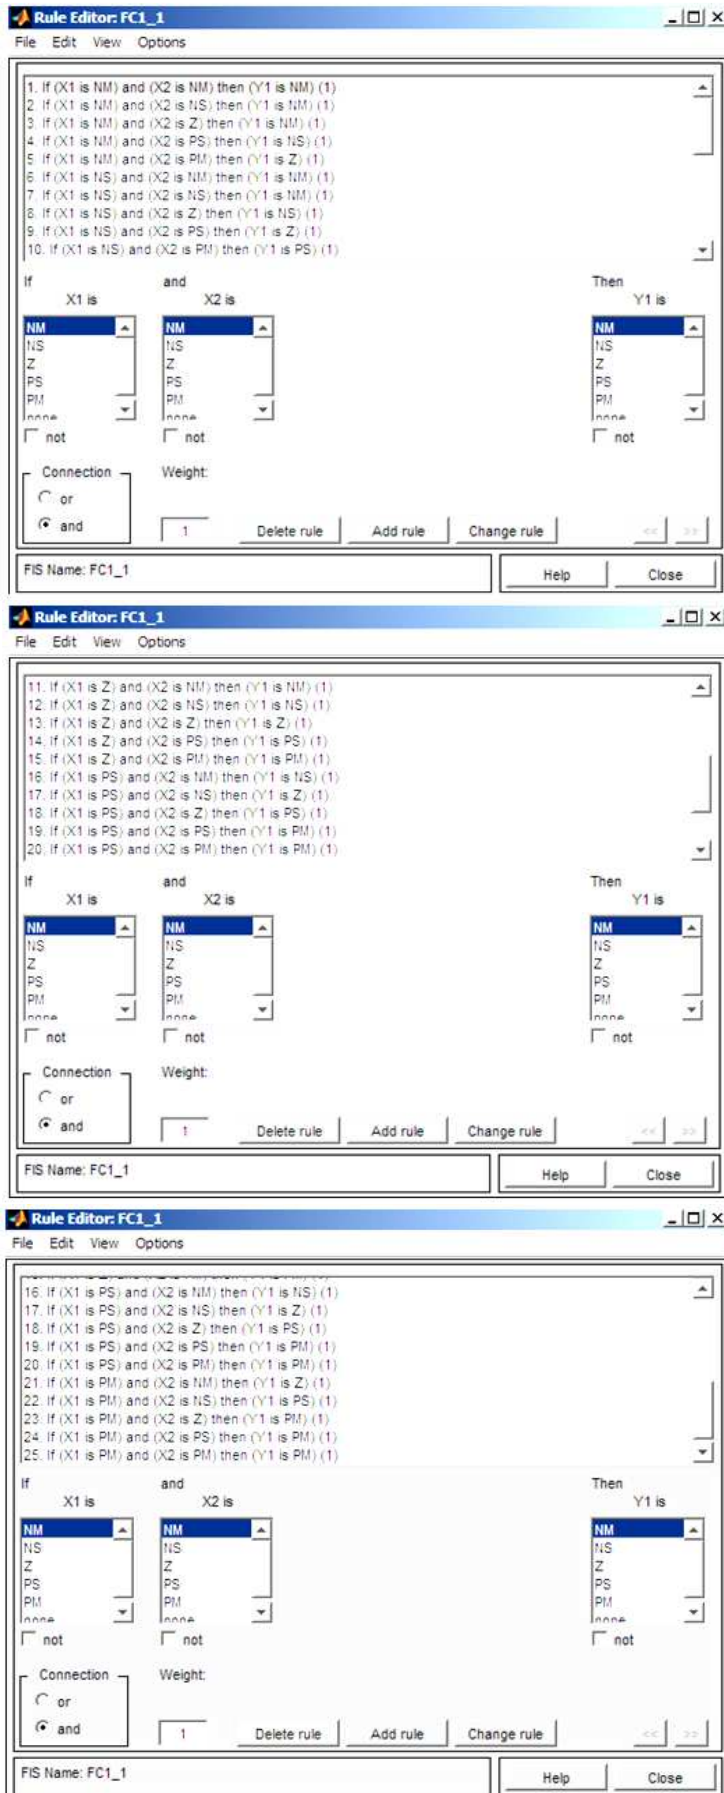 Rule Editor: FC1_1
File Edit View Options
1. If (X1 is NM) and (X2 is NM) then (Y1 is NM) (1)
2. If (X1 is NM) and (X2 is NS) then (Y1 is NM) (1)
3. If (X1 is NM) and (X2 is Z) then (Y1 is NM) (1)
4. If (X1 is NM) and (X2 is PS) then (Y1 is NS) (1)
5. If (X1 is NM) and (X2 is PM) then (Y1 is Z) (1)
6. If (X1 is NS) and (X2 is NM) then (Y1 is NM) (1)
7. If (X1 is NS) and (X2 is NS) then (Y1 is NM) (1)
8. If (X1 is NS) and (X2 is Z) then (Y1 is NS) (1)
9. If (X1 is NS) and (X2 is PS) then (Y1 is Z) (1)
10. If (X1 is NS) and (X2 is PM) then (Y1 is PS) (1)
If and Then
X1 is X2 is Y1 is
NM NM NM
NS NS NS
Z Z Z
PS PS PS
PM PM PM
none none none
not not not
Connection Weight:
or
and 1 Delete rule Add rule Change rule << >>
FIS Name: FC1_1 Help Close
Rule Editor: FC1_1
File Edit View Options
11. If (X1 is Z) and (X2 is NM) then (Y1 is NM) (1)
12. If (X1 is Z) and (X2 is NS) then (Y1 is NS) (1)
13. If (X1 is Z) and (X2 is Z) then (Y1 is Z) (1)
14. If (X1 is Z) and (X2 is PS) then (Y1 is PS) (1)
15. If (X1 is Z) and (X2 is PM) then (Y1 is PM) (1)
16. If (X1 is PS) and (X2 is NM) then (Y1 is NS) (1)
17. If (X1 is PS) and (X2 is NS) then (Y1 is Z) (1)
18. If (X1 is PS) and (X2 is Z) then (Y1 is PS) (1)
19. If (X1 is PS) and (X2 is PS) then (Y1 is PM) (1)
20. If (X1 is PS) and (X2 is PM) then (Y1 is PM) (1)
If and Then
X1 is X2 is Y1 is
NM NM NM
NS NS NS
Z Z Z
PS PS PS
PM PM PM
none none none
not not not
Connection Weight:
or
and 1 Delete rule Add rule Change rule << >>
FIS Name: FC1_1 Help Close
Rule Editor: FC1_1
File Edit View Options
16. If (X1 is PS) and (X2 is NM) then (Y1 is NS) (1)
17. If (X1 is PS) and (X2 is NS) then (Y1 is Z) (1)
18. If (X1 is PS) and (X2 is Z) then (Y1 is PS) (1)
19. If (X1 is PS) and (X2 is PS) then (Y1 is PM) (1)
20. If (X1 is PS) and (X2 is PM) then (Y1 is PM) (1)
21. If (X1 is PM) and (X2 is NM) then (Y1 is Z) (1)
22. If (X1 is PM) and (X2 is NS) then (Y1 is PS) (1)
23. If (X1 is PM) and (X2 is Z) then (Y1 is PM) (1)
24. If (X1 is PM) and (X2 is PS) then (Y1 is PM) (1)
25. If (X1 is PM) and (X2 is PM) then (Y1 is PM) (1)
If and Then
X1 is X2 is Y1 is
NM NM NM
NS NS NS
Z Z Z
PS PS PS
PM PM PM
none none none
not not not
Connection Weight:
or
and 1 Delete rule Add rule Change rule << >>
FIS Name: FC1_1 Help Close